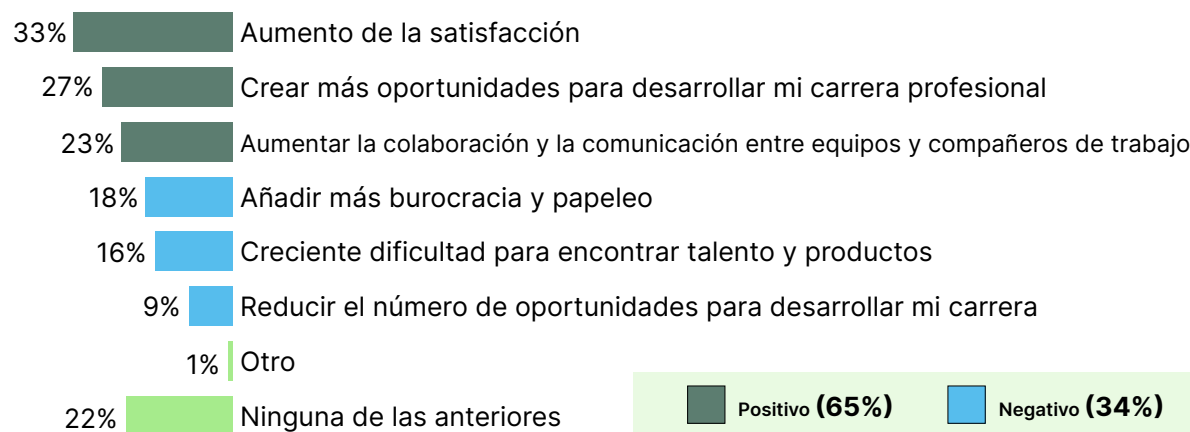 33% Aumento de la satisfacción
27% Crear más oportunidades para desarrollar mi carrera profesional
23% Aumentar la colaboración y la comunicación entre equipos y compañeros de trabajo
18% Añadir más burocracia y papeleo
16% Creciente dificultad para encontrar talento y productos
9% Reducir el número de oportunidades para desarrollar mi carrera
1% Otro
22% Ninguna de las anteriores
Positivo (65%) Negativo (34%)